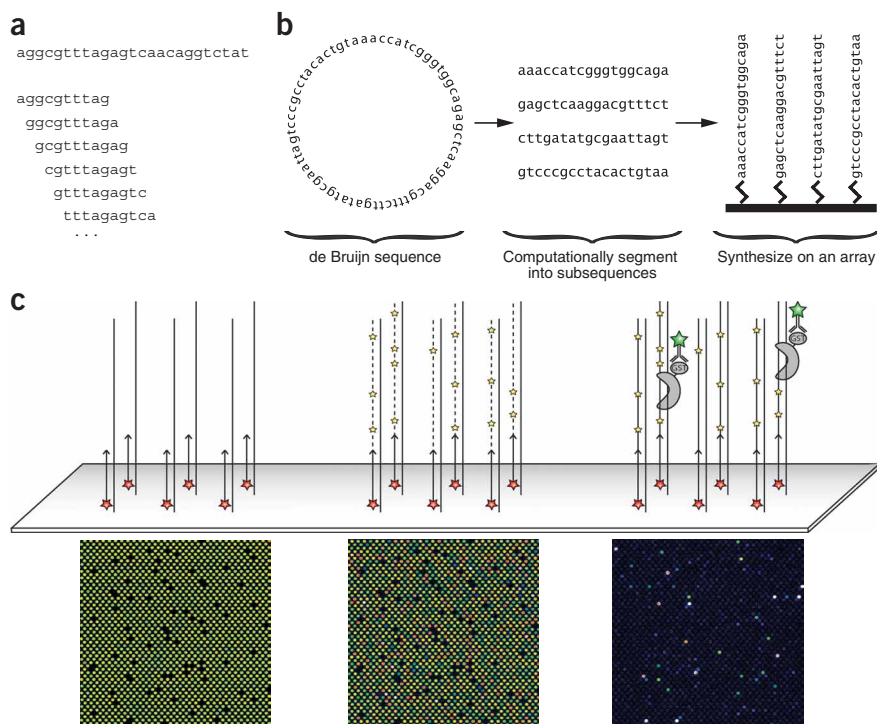 a
aggcgtttagagtcaacaggtctat
aggcgtttag
ggcgtttaga
gcgtttagag
cgtttagagt
gtttagagtc
tttagagtca
...
b
aaaccatcgggtggcagagctcaaggacgtttcttgatatgcgaattagtcccgcctacactgt
de Bruijn sequence
aaaccatcgggtggcaga
gagctcaaggacgtttct
cttgatatgcgaattagt
gtcccgcctacactgtaa
Computationally segment
into subsequences
aaaccatcgggtggcaga
gagctcaaggacgtttct
cttgatatgcgaattagt
gtcccgcctacactgtaa
Synthesize on an array
c
GST
GST